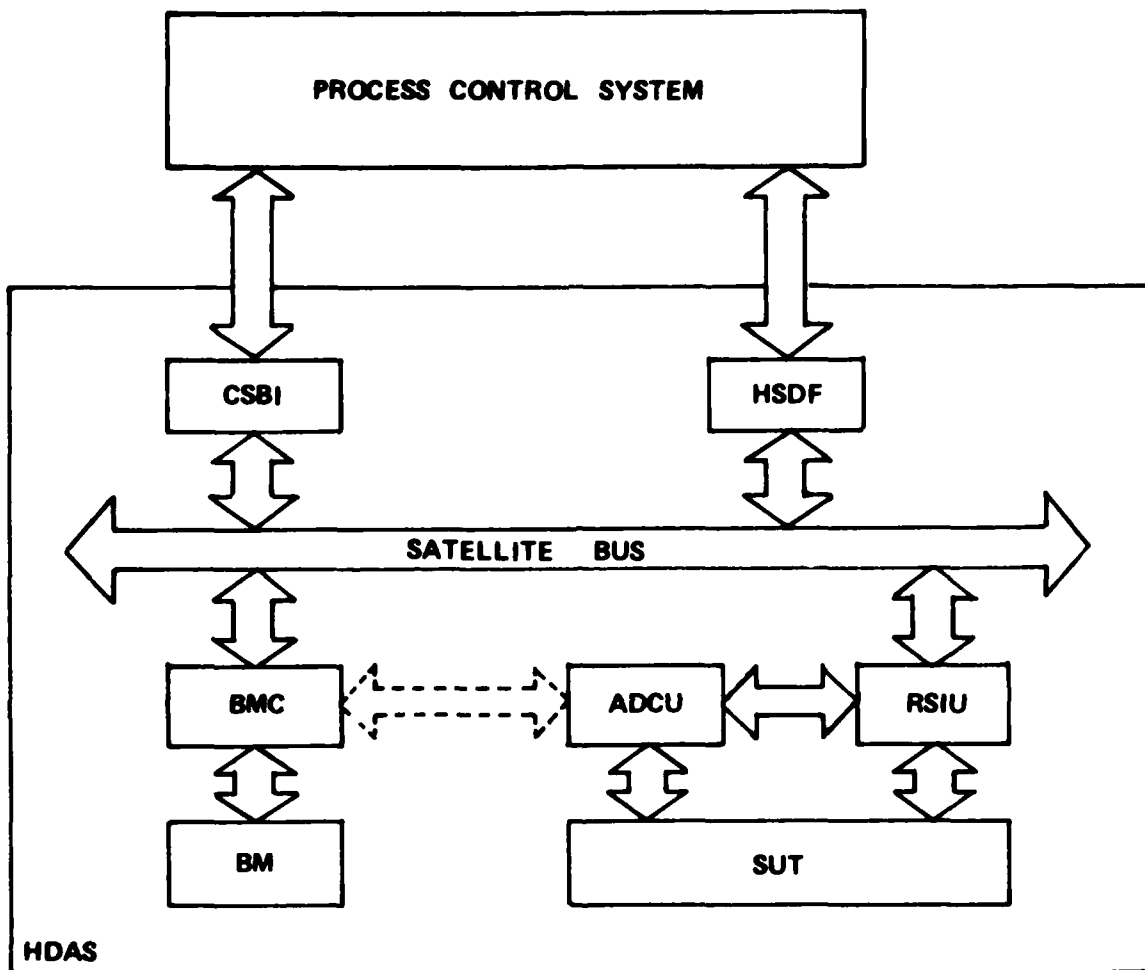 PROCESS CONTROL SYSTEM
CSBI
HSDF
SATELLITE BUS
BMC
ADCU
RSIU
BM
SUT
HDAS